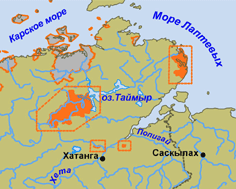 Карское море
Море Лаптевых
оз.Таймыр
Попигай
Хатанга
Саскылах
Хета